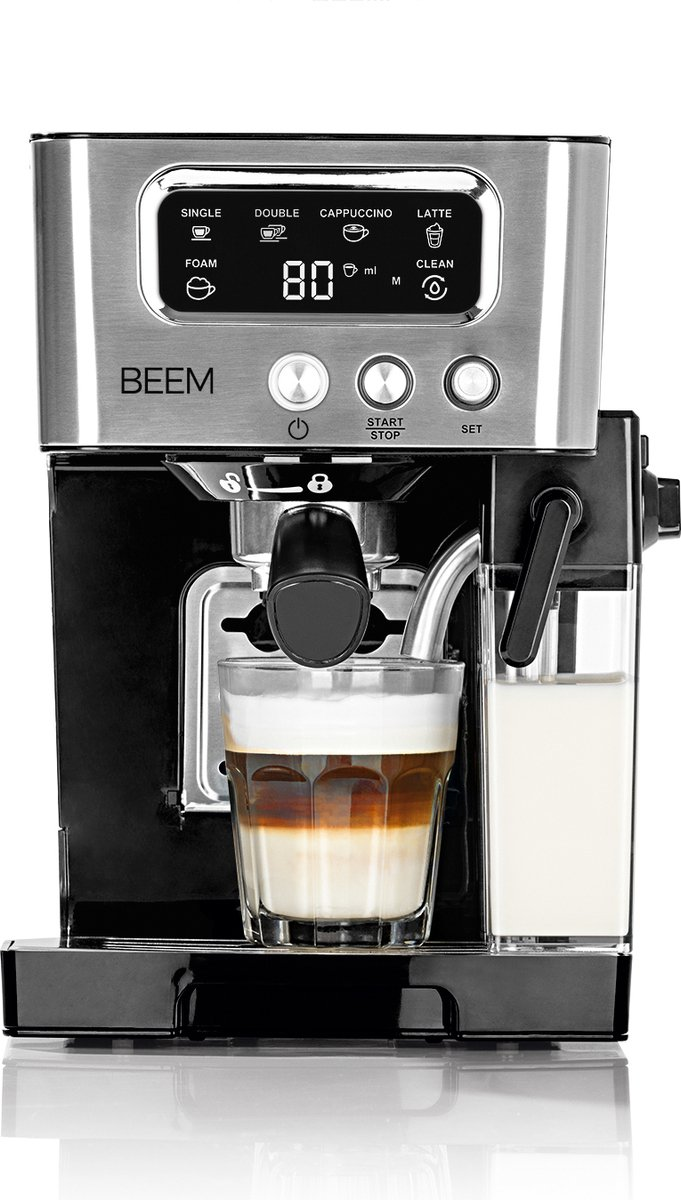 SINGLE DOUBLE CAPPUCCINO LATTE
FOAM 80 ml M CLEAN
BEEM
START
STOP
SET